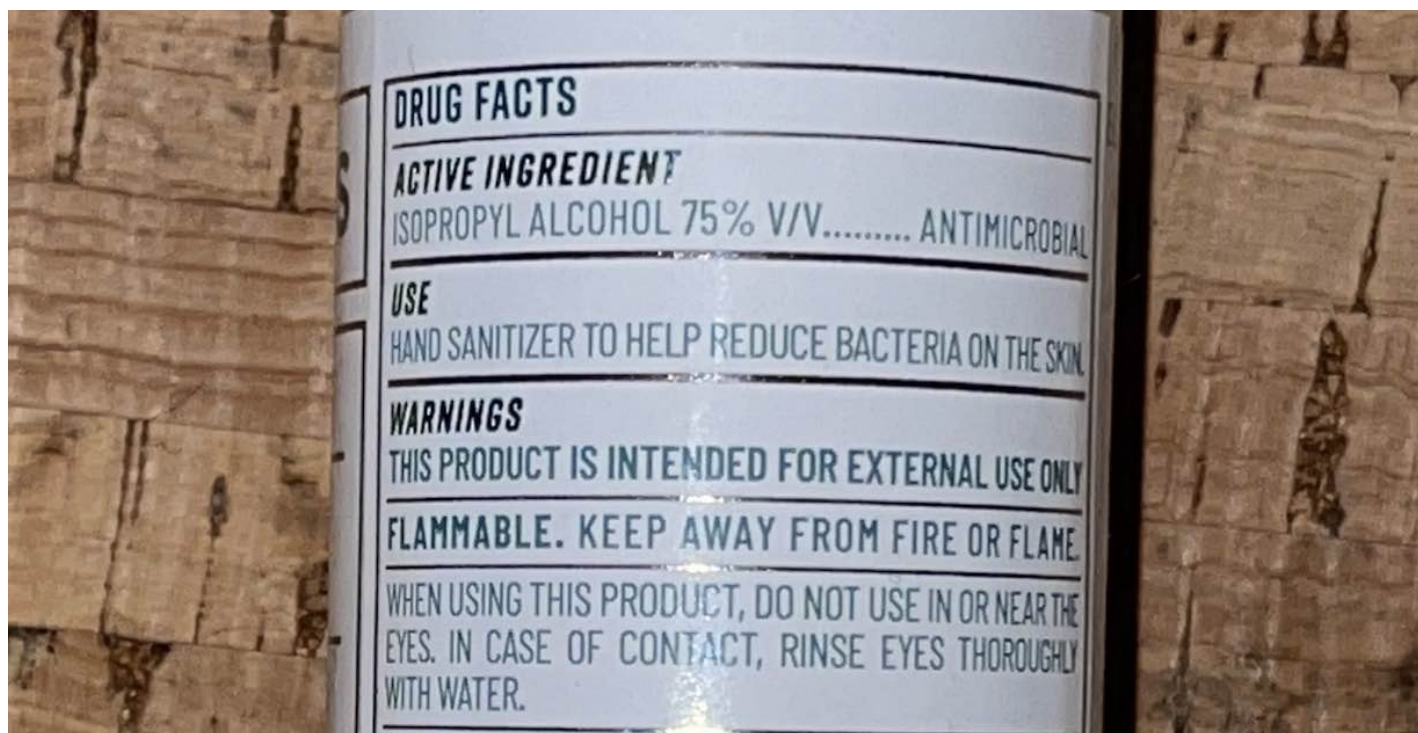 DRUG FACTS
ACTIVE INGREDIENT
ISOPROPYL ALCOHOL 75% V/V......... ANTIMICROBIAL
USE
HAND SANITIZER TO HELP REDUCE BACTERIA ON THE SKIN.
WARNINGS
THIS PRODUCT IS INTENDED FOR EXTERNAL USE ONLY
FLAMMABLE. KEEP AWAY FROM FIRE OR FLAME.
WHEN USING THIS PRODUCT, DO NOT USE IN OR NEAR THE
EYES. IN CASE OF CONTACT, RINSE EYES THOROUGHLY
WITH WATER.